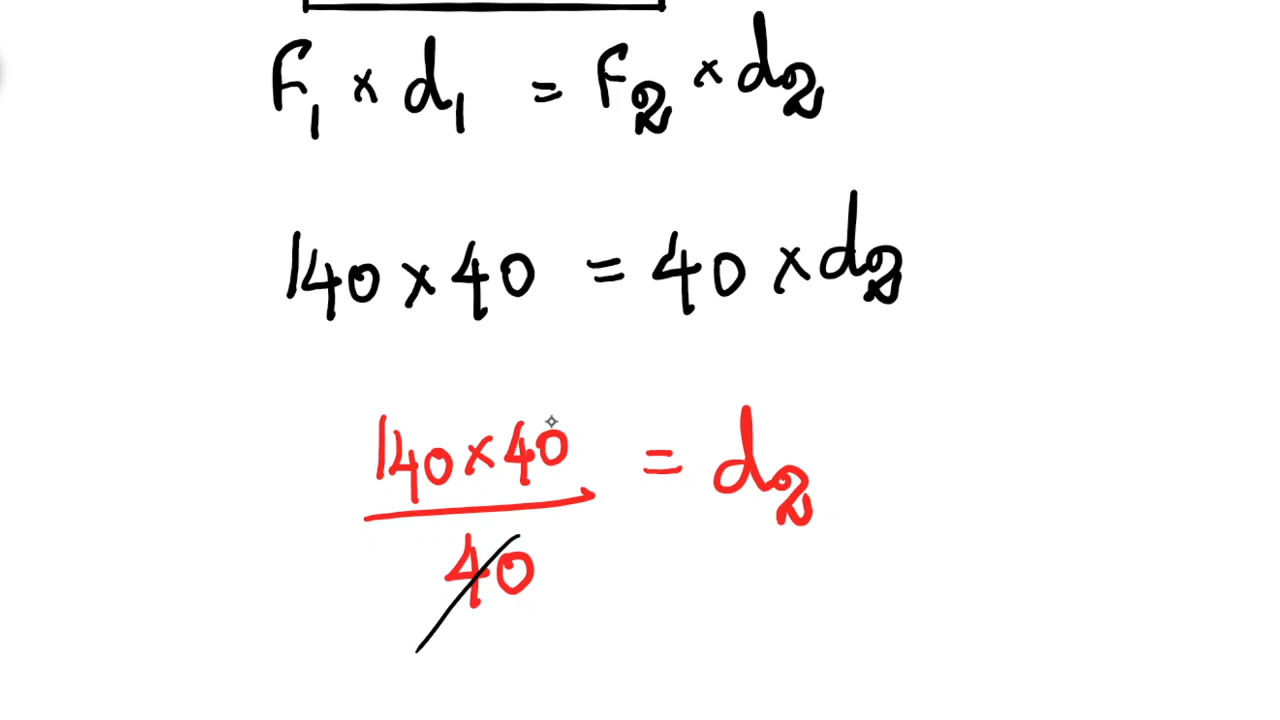 F₁ × d₁ = F₂ × d₂
140 × 40 = 40 × d₂
140 × 40 = d₂
40